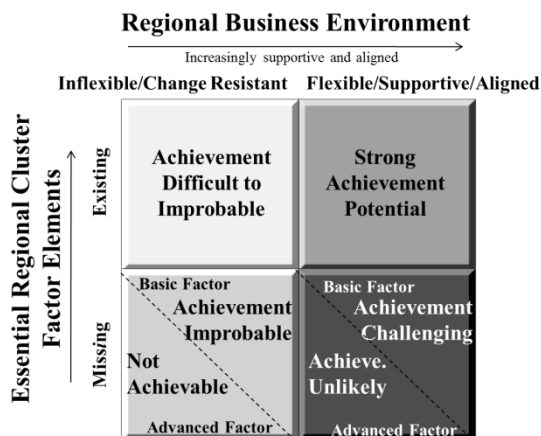 Regional Business Environment
Increasingly supportive and aligned
Inflexible/Change Resistant
Flexible/Supportive/Aligned
Essential Regional Cluster
Factor Elements
Existing
Missing
Achievement
Difficult to
Improbable
Strong
Achievement
Potential
Basic Factor
Achievement
Improbable
Not
Achievable
Advanced Factor
Basic Factor
Achievement
Challenging
Achieve.
Unlikely
Advanced Factor